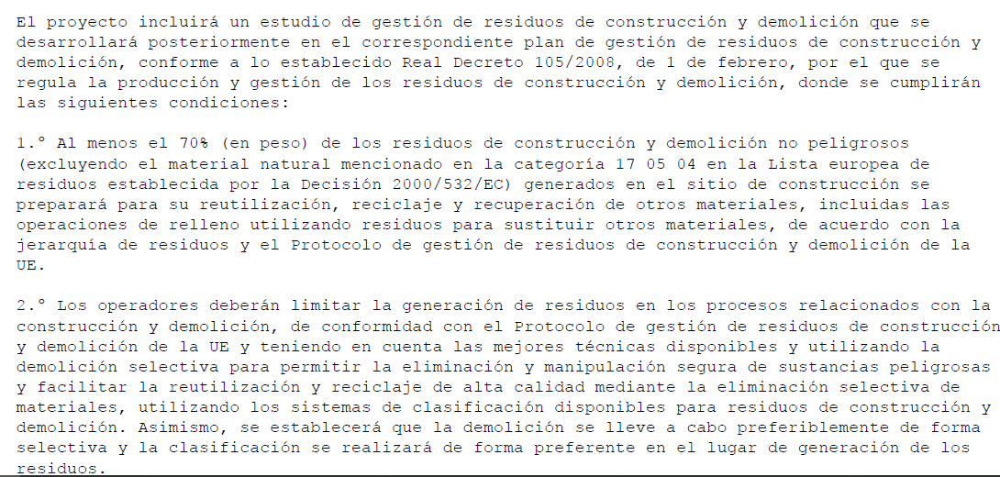 El proyecto incluirá un estudio de gestión de residuos de construcción y demolición que se
desarrollará posteriormente en el correspondiente plan de gestión de residuos de construcción y
demolición, conforme a lo establecido Real Decreto 105/2008, de 1 de febrero, por el que se
regula la producción y gestión de los residuos de construcción y demolición, donde se cumplirán
las siguientes condiciones:
1.º Al menos el 70% (en peso) de los residuos de construcción y demolición no peligrosos
(excluyendo el material natural mencionado en la categoría 17 05 04 en la Lista europea de
residuos establecida por la Decisión 2000/532/EC) generados en el sitio de construcción se
preparará para su reutilización, reciclaje y recuperación de otros materiales, incluidas las
operaciones de relleno utilizando residuos para sustituir otros materiales, de acuerdo con la
jerarquía de residuos y el Protocolo de gestión de residuos de construcción y demolición de la
UE.
2.º Los operadores deberán limitar la generación de residuos en los procesos relacionados con la
construcción y demolición, de conformidad con el Protocolo de gestión de residuos de construcción
y demolición de la UE y teniendo en cuenta las mejores técnicas disponibles y utilizando la
demolición selectiva para permitir la eliminación y manipulación segura de sustancias peligrosas
y facilitar la reutilización y reciclaje de alta calidad mediante la eliminación selectiva de
materiales, utilizando los sistemas de clasificación disponibles para residuos de construcción y
demolición. Asimismo, se establecerá que la demolición se lleve a cabo preferiblemente de forma
selectiva y la clasificación se realizará de forma preferente en el lugar de generación de los
residuos.